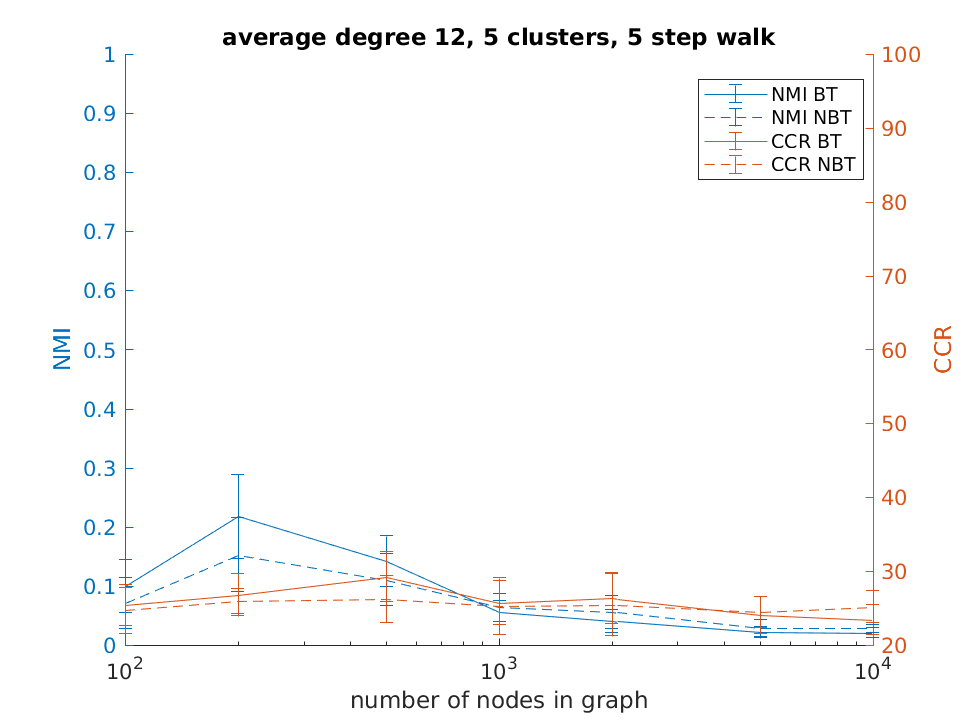 average degree 12, 5 clusters, 5 step walk
1
0.9
0.8
0.7
0.6
0.5
0.4
0.3
0.2
0.1
0
NMI
100
90
80
70
60
50
40
30
20
CCR
NMI BT
NMI NBT
CCR BT
CCR NBT
10²
10³
10⁴
number of nodes in graph